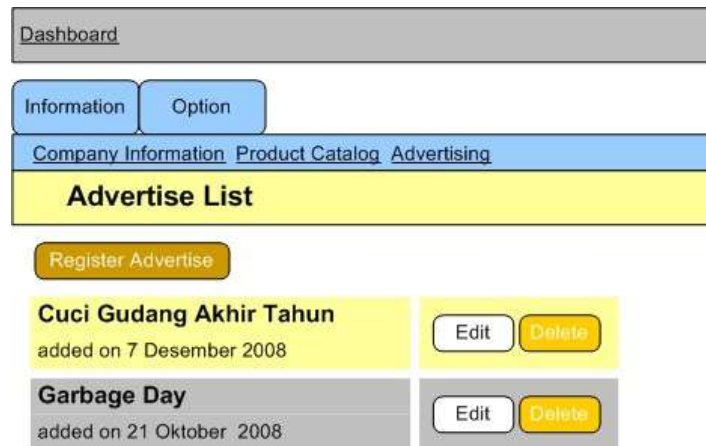 Dashboard
Information Option
Company Information Product Catalog Advertising
Advertise List
Register Advertise
Cuci Gudang Akhir Tahun
added on 7 Desember 2008
Edit Delete
Garbage Day
added on 21 Oktober 2008
Edit Delete